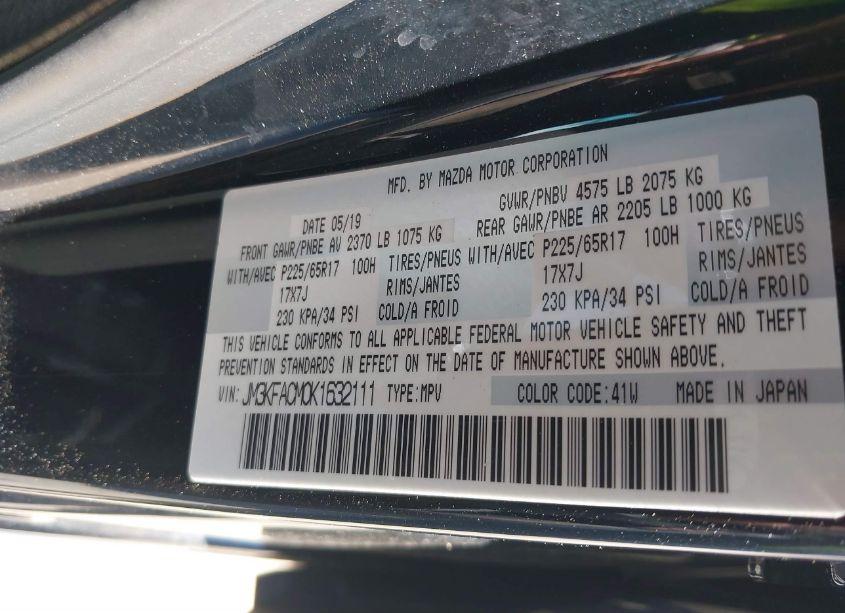 MFD. BY MAZDA MOTOR CORPORATION
DATE 05/19
GVWR/PNBV 4575 LB 2075 KG
FRONT GAWR/PNBE AV 2370 LB 1075 KG
REAR GAWR/PNBE AR 2205 LB 1000 KG
WITH/AVEC P225/65R17 100H TIRES/PNEUS WITH/AVEC P225/65R17 100H TIRES/PNEUS
17X7J RIMS/JANTES 17X7J RIMS/JANTES
230 KPA/34 PSI COLD/A FROID 230 KPA/34 PSI COLD/A FROID
THIS VEHICLE CONFORMS TO ALL APPLICABLE FEDERAL MOTOR VEHICLE SAFETY AND THEFT
PREVENTION STANDARDS IN EFFECT ON THE DATE OF MANUFACTURE SHOWN ABOVE.
VIN: JM3KFACM0K1632111 TYPE:MPV COLOR CODE:41W MADE IN JAPAN